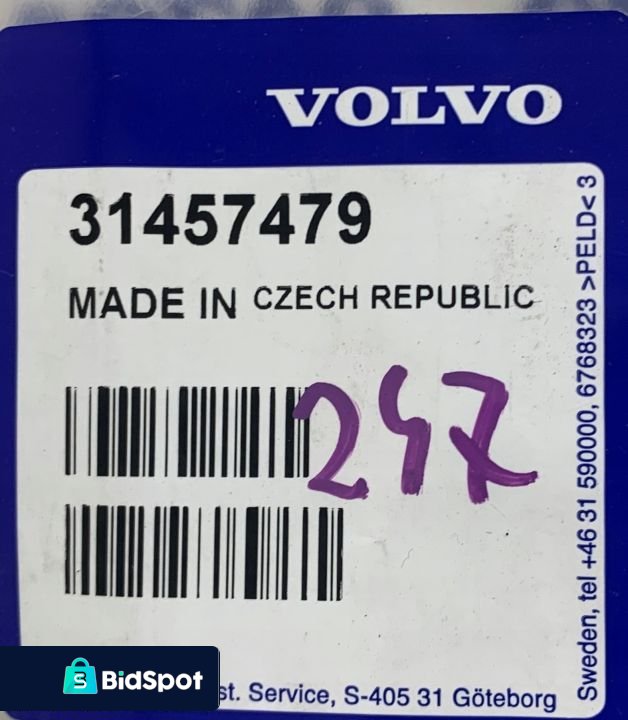 VOLVO
31457479
MADE IN CZECH REPUBLIC
247
Sweden, tel +46 31 590000, 6768323 >PELD< 3
BidSpot
st. Service, S-405 31 Göteborg